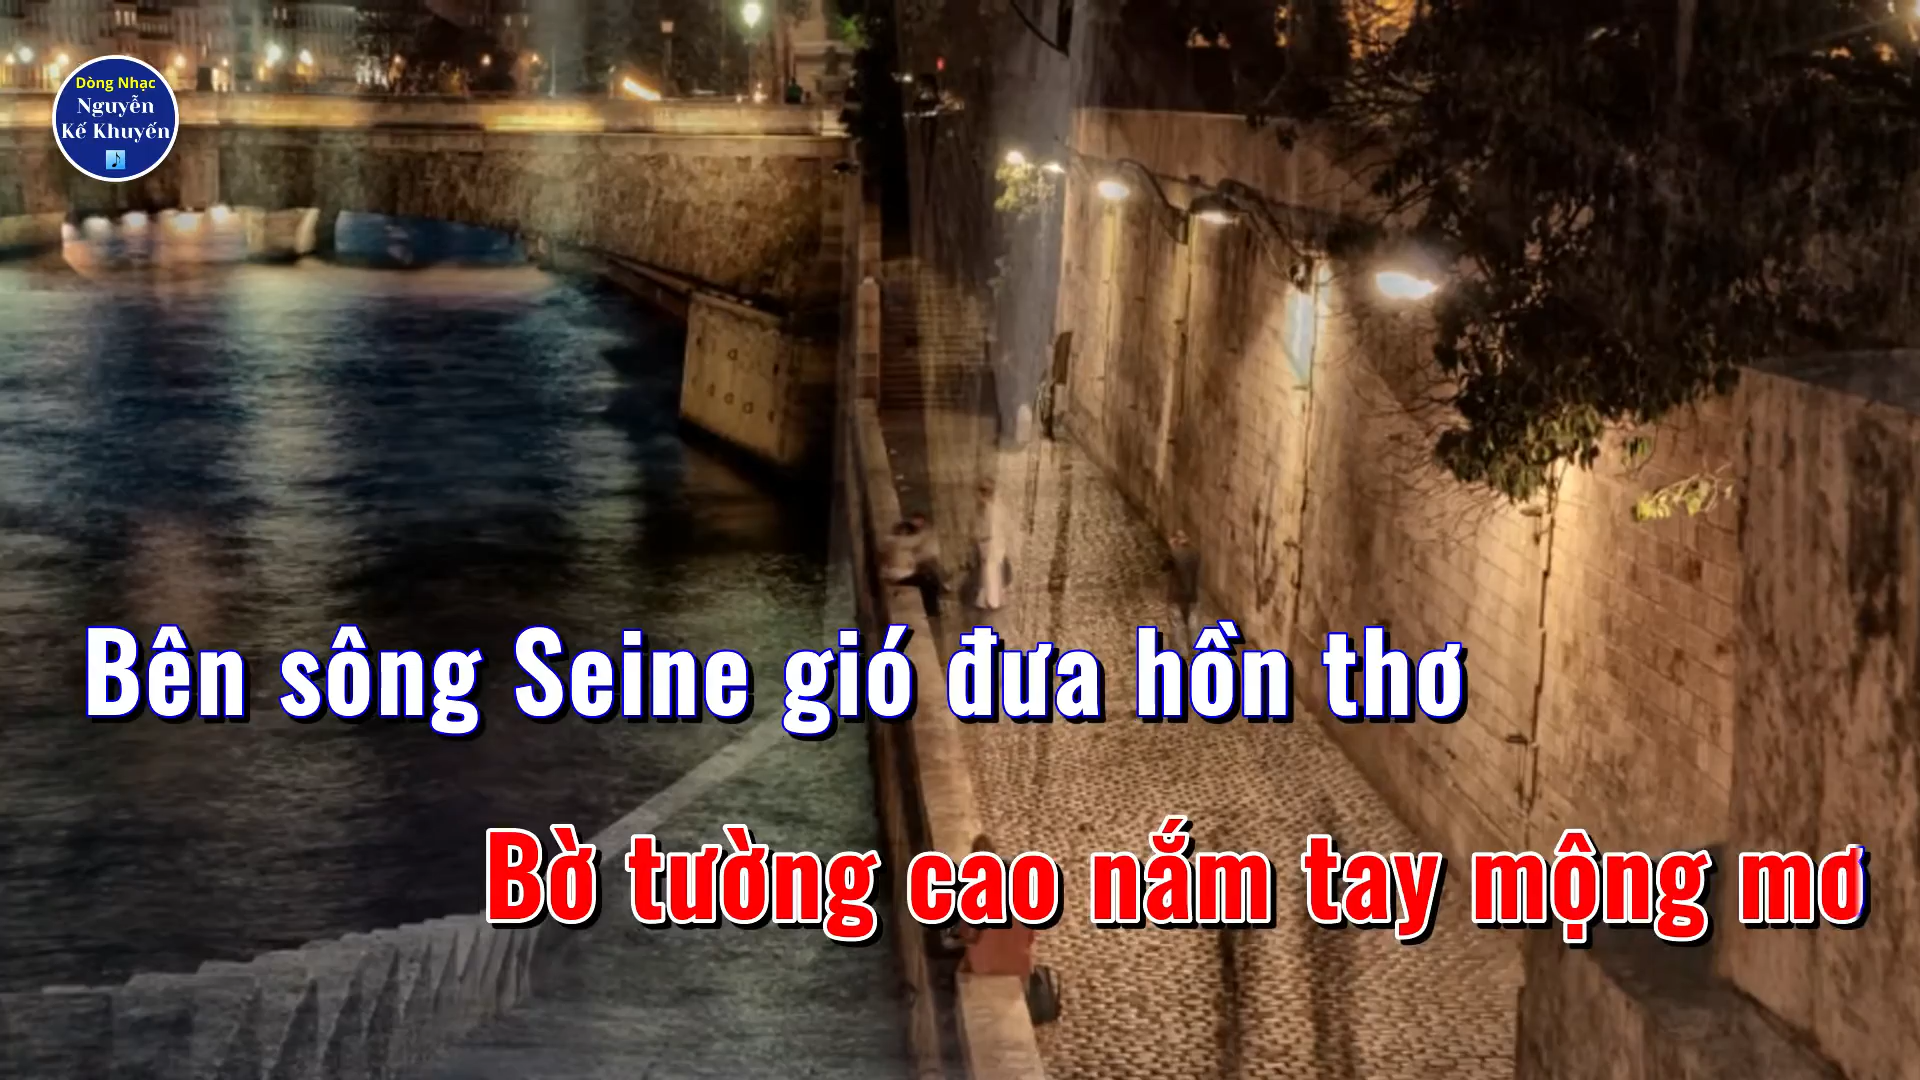 Dòng Nhạc
Nguyễn
Kế Khuyến
Bên sông Seine gió đưa hồn thơ
Bờ tường cao nắm tay mộng mơ